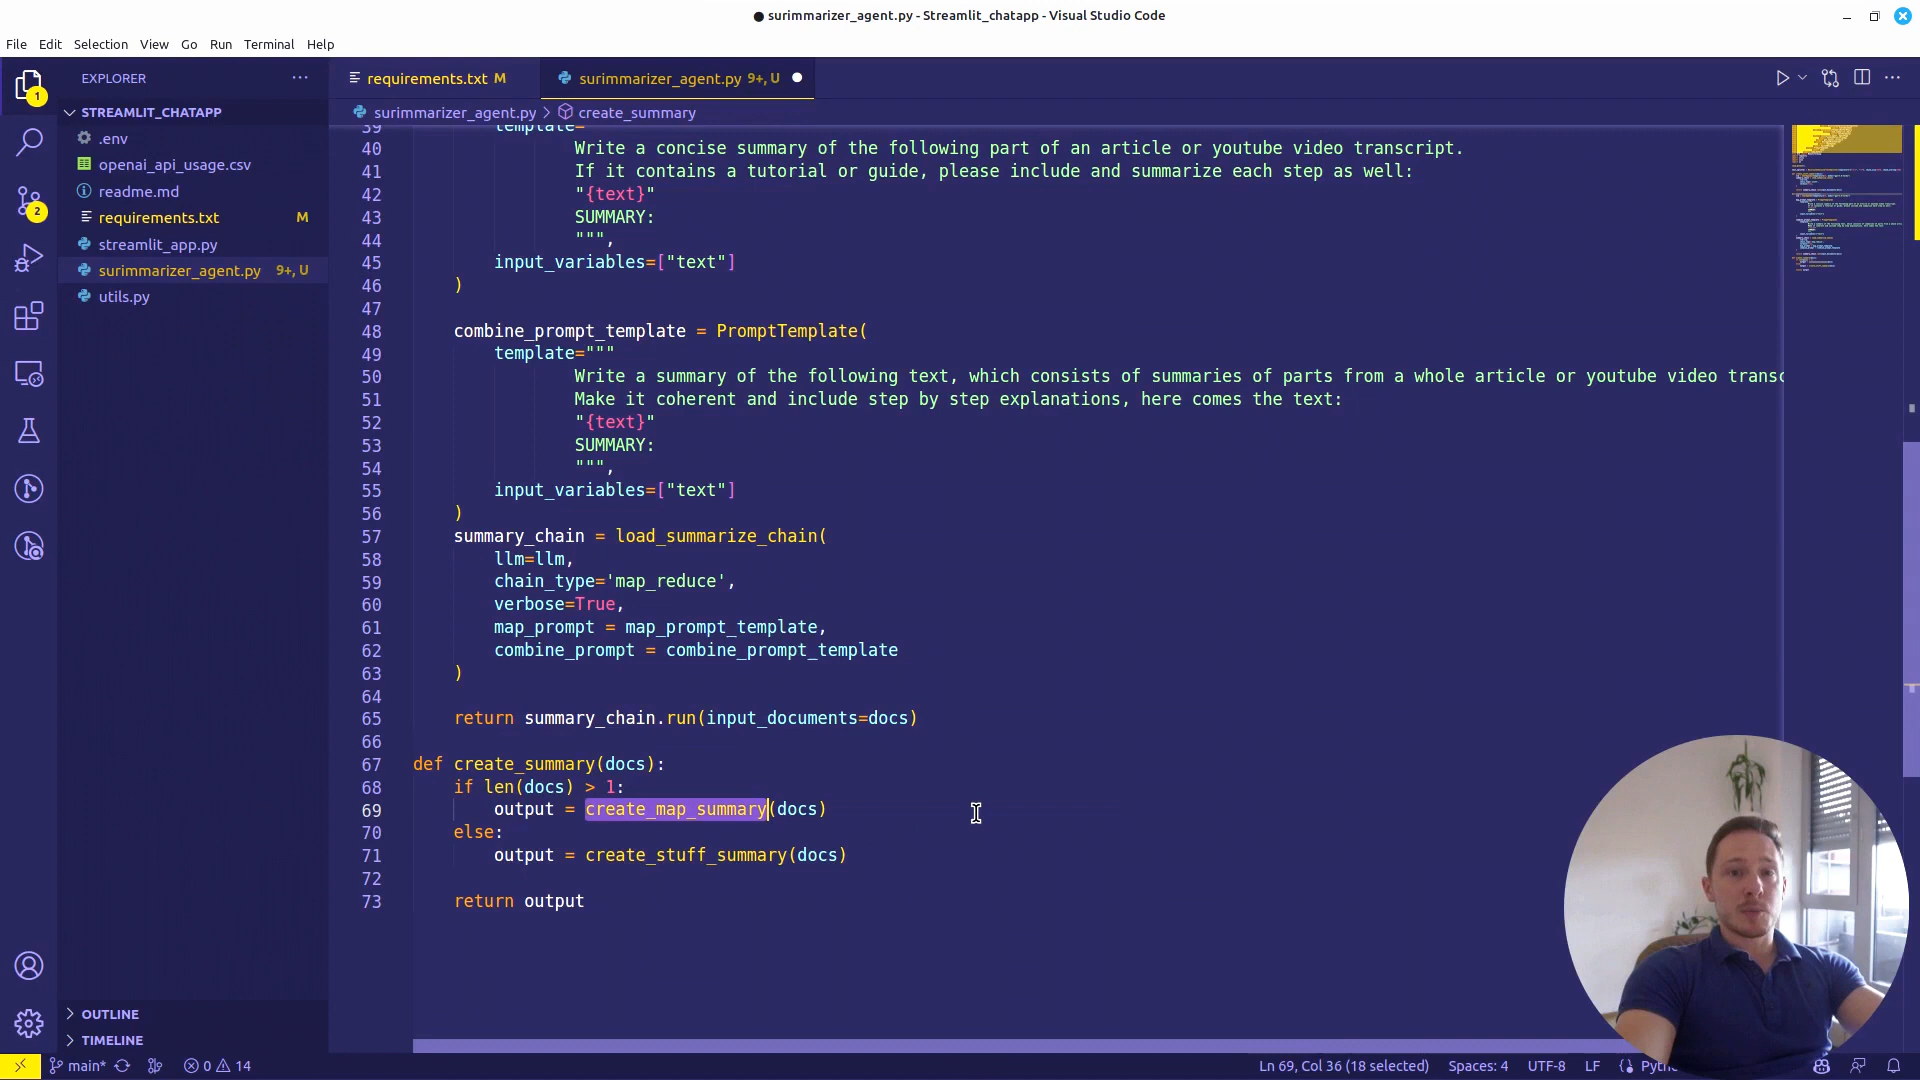 surimmarizer_agent.py - Streamlit_chatapp - Visual Studio Code
File Edit Selection View Go Run Terminal Help
EXPLORER
requirements.txt M
surimmarizer_agent.py 9+, U
1
STREAMLIT_CHATAPP
surimmarizer_agent.py > create_summary
.env
openai_api_usage.csv
readme.md
2
requirements.txt M
streamlit_app.py
surimmarizer_agent.py 9+, U
utils.py
39 template=
40 Write a concise summary of the following part of an article or youtube video transcript.
41 If it contains a tutorial or guide, please include and summarize each step as well:
42 "{text}"
43 SUMMARY:
44 """,
45 input_variables=["text"]
46 )
47
48 combine_prompt_template = PromptTemplate(
49 template="""
50 Write a summary of the following text, which consists of summaries of parts from a whole article or youtube video transc
51 Make it coherent and include step by step explanations, here comes the text:
52 "{text}"
53 SUMMARY:
54 """,
55 input_variables=["text"]
56 )
57 summary_chain = load_summarize_chain(
58 llm=llm,
59 chain_type='map_reduce',
60 verbose=True,
61 map_prompt = map_prompt_template,
62 combine_prompt = combine_prompt_template
63 )
64
65 return summary_chain.run(input_documents=docs)
66
67 def create_summary(docs):
68 if len(docs) > 1:
69 output = create_map_summary(docs)
70 else:
71 output = create_stuff_summary(docs)
72
73 return output
OUTLINE
TIMELINE
main* 0 14
Ln 69, Col 36 (18 selected) Spaces: 4 UTF-8 LF